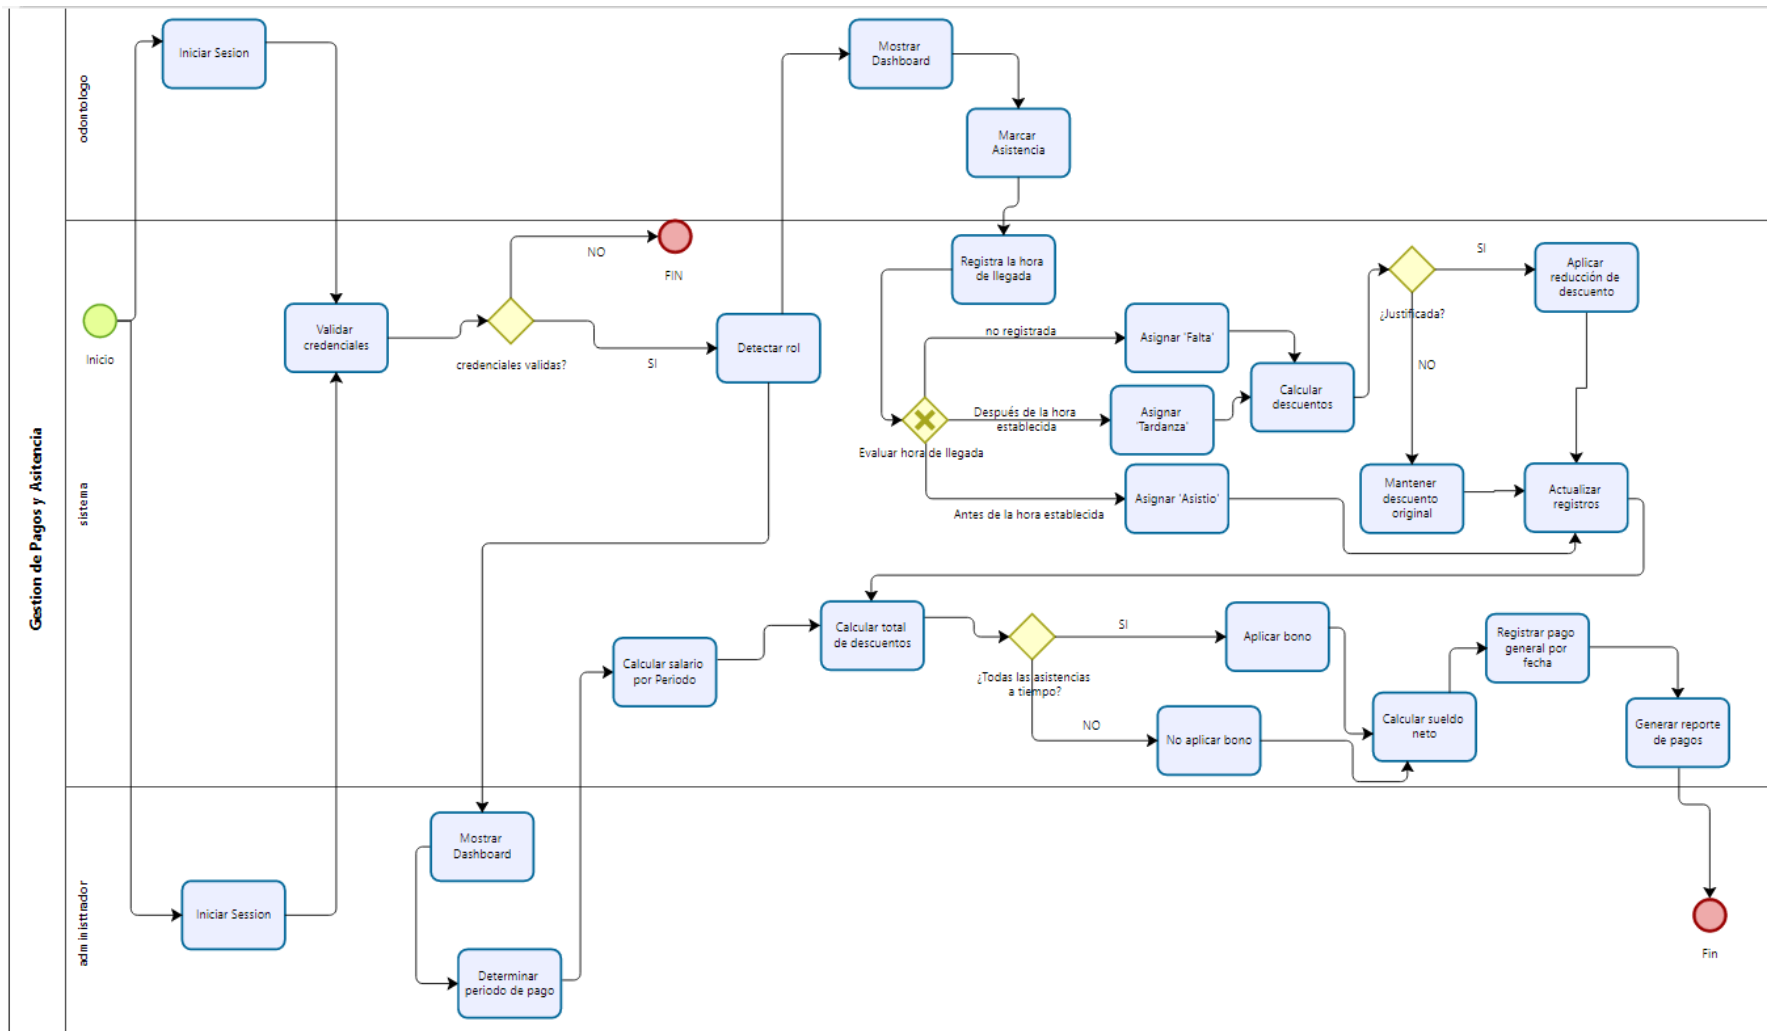 Gestion de Pagos y Asitencia
odontologo
Iniciar Sesion
Mostrar
Dashboard
Marcar
Asistencia
sistema
Inicio
Validar
credenciales
credenciales validas?
NO
FIN
SI
Detectar rol
Registra la hora
de llegada
Evaluar hora de llegada
no registrada
Asignar 'Falta'
Después de la hora
establecida
Asignar
'Tardanza'
Antes de la hora establecida
Asignar 'Asistio'
Calcular
descuentos
¿Justificada?
SI
Aplicar
reducción de
descuento
NO
Mantener
descuento
original
Actualizar
registros
Calcular salario
por Periodo
Calcular total
de descuentos
¿Todas las asistencias
a tiempo?
SI
Aplicar bono
NO
No aplicar bono
Calcular sueldo
neto
Registrar pago
general por
fecha
Generar reporte
de pagos
administtrador
Iniciar Session
Mostrar
Dashboard
Determinar
periodo de pago
Fin